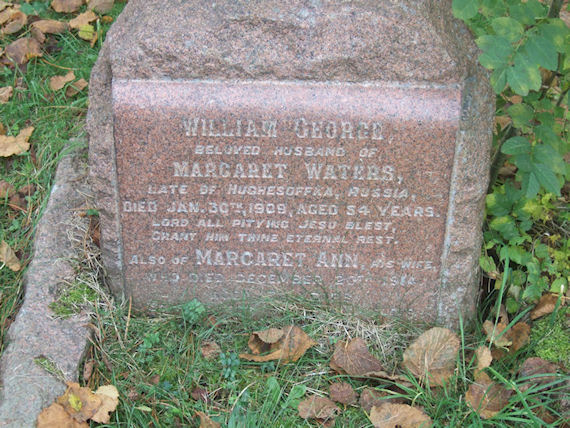 WILLIAM GEORGE,
BELOVED HUSBAND OF
MARGARET WATERS,
LATE OF HUGHESOFFKA, RUSSIA,
DIED JAN. 30TH, 1909, AGED 54 YEARS.
LORD ALL PITYING JESU BLEST,
GRANT HIM THINE ETERNAL REST.
ALSO OF MARGARET ANN, HIS WIFE,
WHO DIED DECEMBER